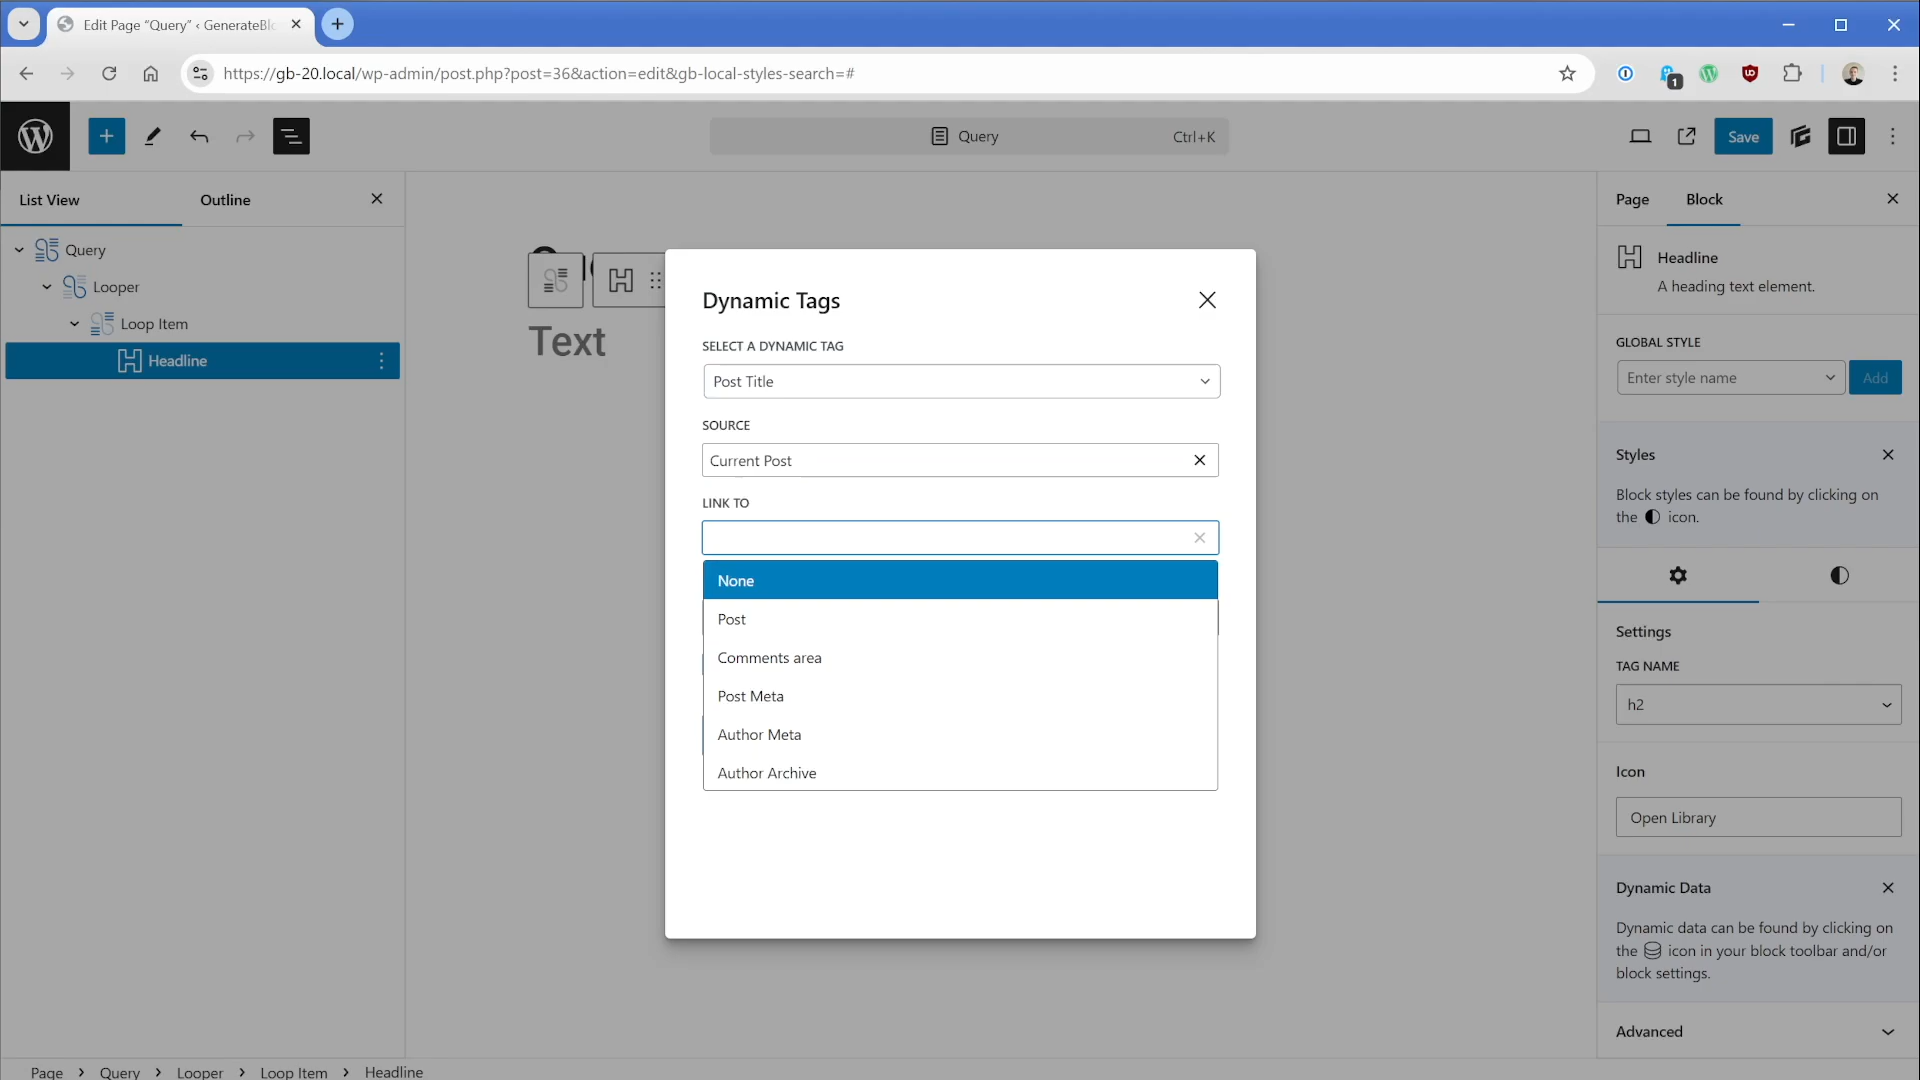 Edit Page “Query” ‹ GenerateBlo
https://gb-20.local/wp-admin/post.php?post=36&action=edit&gb-local-styles-search=#
1
Query
Ctrl+K
Save
List View
Outline
Query
Looper
Loop Item
Headline
Text
Dynamic Tags
SELECT A DYNAMIC TAG
Post Title
SOURCE
Current Post
LINK TO
None
Post
Comments area
Post Meta
Author Meta
Author Archive
Page
Block
Headline
A heading text element.
GLOBAL STYLE
Enter style name
Add
Styles
Block styles can be found by clicking on
the icon.
Settings
TAG NAME
h2
Icon
Open Library
Dynamic Data
Dynamic data can be found by clicking on
the icon in your block toolbar and/or
block settings.
Advanced
Page > Query > Looper > Loop Item > Headline